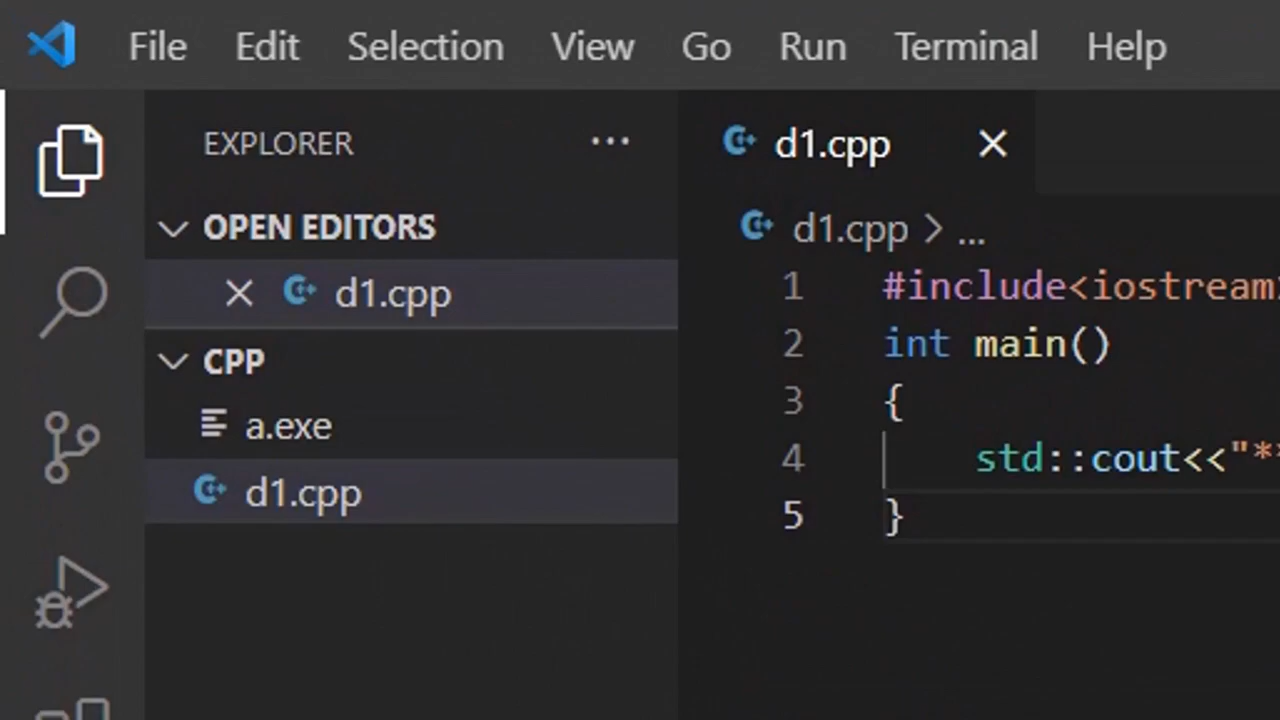 File Edit Selection View Go Run Terminal Help
EXPLORER ...
OPEN EDITORS
d1.cpp
CPP
a.exe
d1.cpp
d1.cpp
d1.cpp > ...
1 #include<iostream
2 int main()
3 {
4 std::cout<<"*
5 }